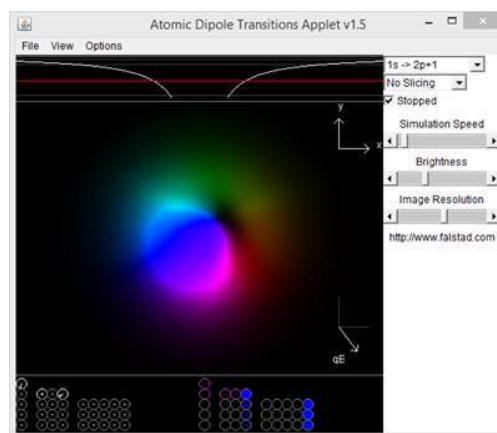 Atomic Dipole Transitions Applet v1.5
File View Options
1s -> 2p+1
No Slicing
Stopped
Simulation Speed
Brightness
Image Resolution
http://www.falstad.com
y
x
qE